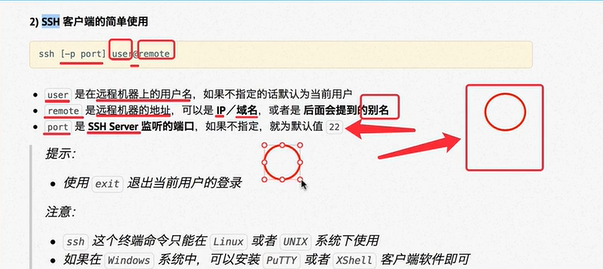 2) SSH 客户端的简单使用
ssh [-p port] user@remote
• user 是在远程机器上的用户名，如果不指定的话默认为当前用户
• remote 是远程机器的地址，可以是 IP／域名，或者是 后面会提到的别名
• port 是 SSH Server 监听的端口，如果不指定，就为默认值 22
提示：
• 使用 exit 退出当前用户的登录
注意：
• ssh 这个终端命令只能在 Linux 或者 UNIX 系统下使用
• 如果在 Windows 系统中，可以安装 PuTTY 或者 XShell 客户端软件即可